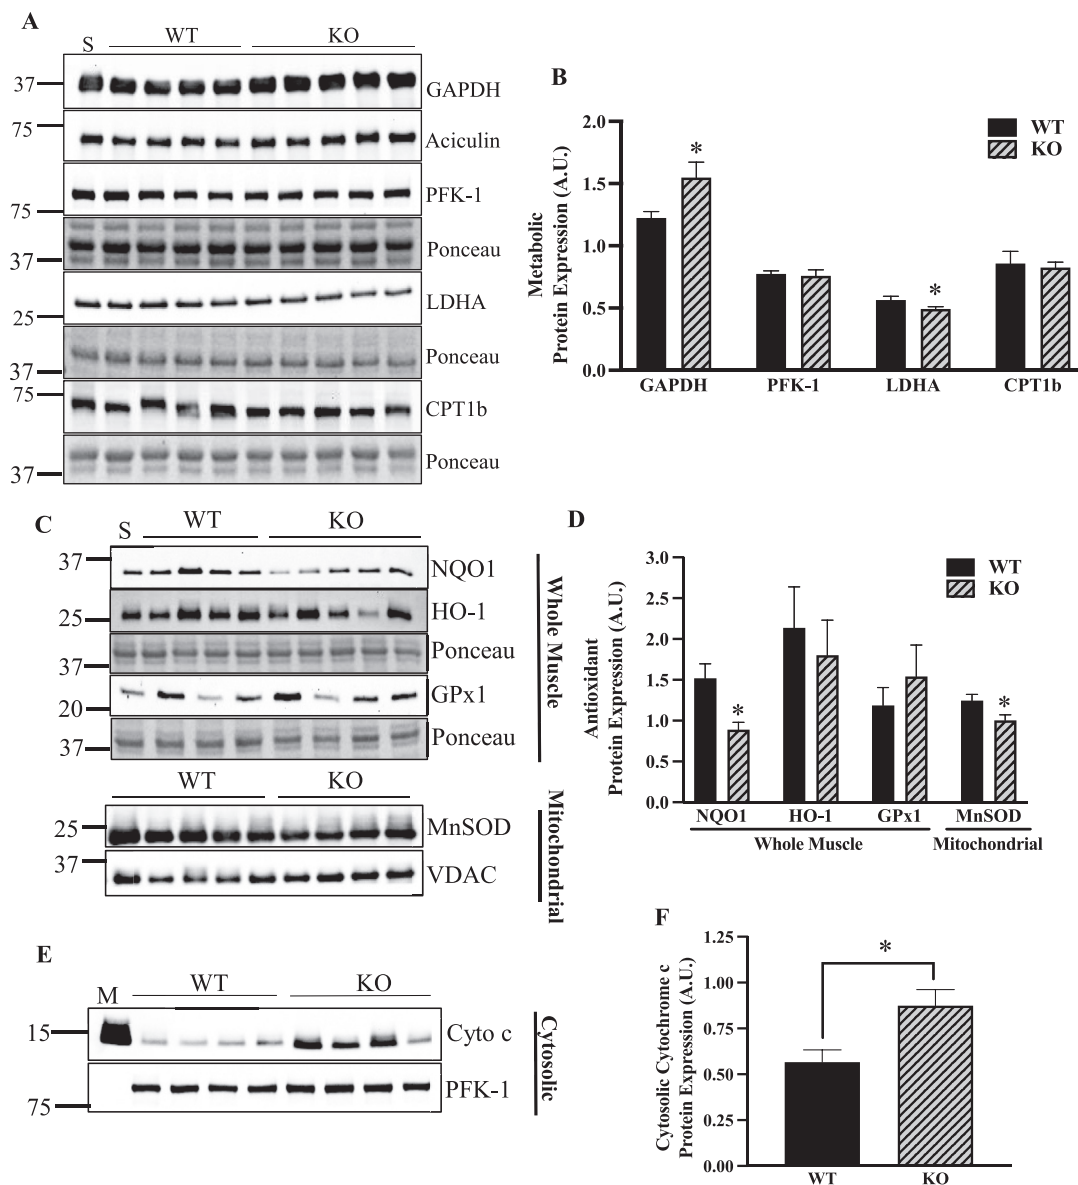 A
S WT KO
37 GAPDH
75 Aciculin
PFK-1
75
Ponceau
37
LDHA
25
Ponceau
37
75 CPT1b
Ponceau
37
B
Metabolic
Protein Expression (A.U.)
2.0
1.5
1.0
0.5
0.0
WT
KO
*
*
GAPDH PFK-1 LDHA CPT1b
C
S WT KO
37 NQO1
25 HO-1
Ponceau
37
GPx1
20
Ponceau
37
Whole Muscle
WT KO
25 MnSOD
37 VDAC
Mitochondrial
D
Antioxidant
Protein Expression (A.U.)
3.0
2.5
2.0
1.5
1.0
0.5
0.0
WT
KO
*
*
NQO1 HO-1 GPx1 MnSOD
Whole Muscle Mitochondrial
E
M WT KO
15 Cyto c
PFK-1
75
Cytosolic
F
Cytosolic Cytochrome c
Protein Expression (A.U.)
1.25
1.00
0.75
0.50
0.25
0.00
*
WT KO